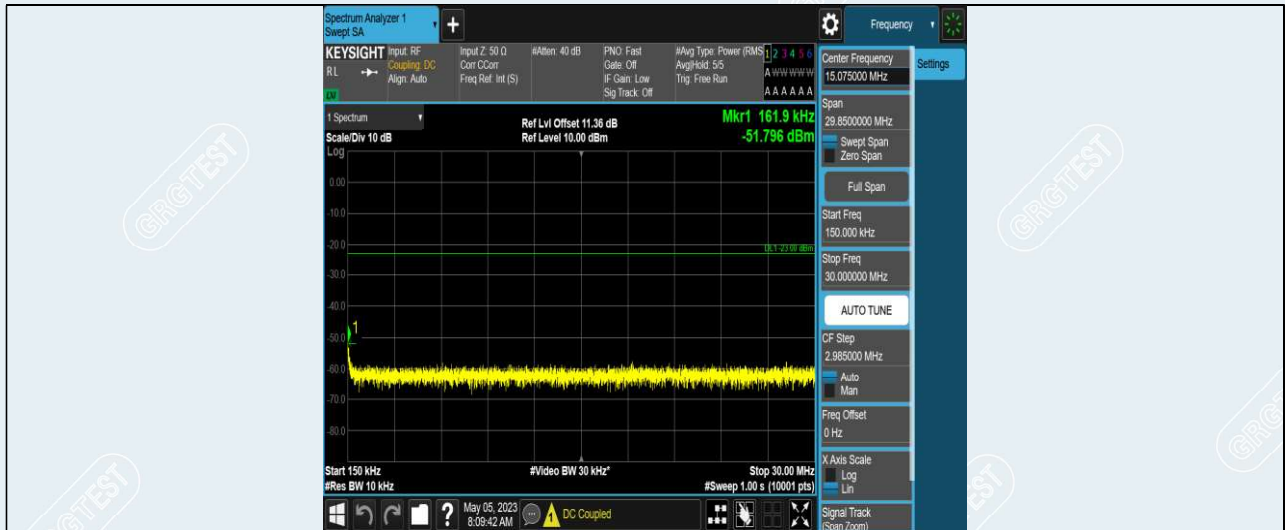 Spectrum Analyzer 1
Swept SA
+
Frequency
KEYSIGHT
RL
Input: RF
Coupling: DC
Align: Auto
Input Z: 50 Ω
Corr CCorr
Freq Ref: Int (S)
#Atten: 40 dB
PNO: Fast
Gate: Off
IF Gain: Low
Sig Track: Off
#Avg Type: Power (RMS
Avg|Hold: 5/5
Trig: Free Run
1 2 3 4 5 6
A W W W W W
A A A A A A
1 Spectrum
Scale/Div 10 dB
Log
Ref Lvl Offset 11.36 dB
Ref Level 10.00 dBm
Mkr1 161.9 kHz
-51.796 dBm
0.00
-10.0
-20.0
-30.0
-40.0
-50.0
-60.0
-70.0
-80.0
DL1 -23.00 dBm
1
Start 150 kHz
#Res BW 10 kHz
#Video BW 30 kHz*
Stop 30.00 MHz
#Sweep 1.00 s (10001 pts)
?
May 05, 2023
8:09:42 AM
DC Coupled
Center Frequency
15.075000 MHz
Settings
Span
29.8500000 MHz
Swept Span
Zero Span
Full Span
Start Freq
150.000 kHz
Stop Freq
30.000000 MHz
AUTO TUNE
CF Step
2.985000 MHz
Auto
Man
Freq Offset
0 Hz
X Axis Scale
Log
Lin
Signal Track
(Span Zoom)
GRGTEST
GRGTEST
GRGTEST
GRGTEST
GRGTEST